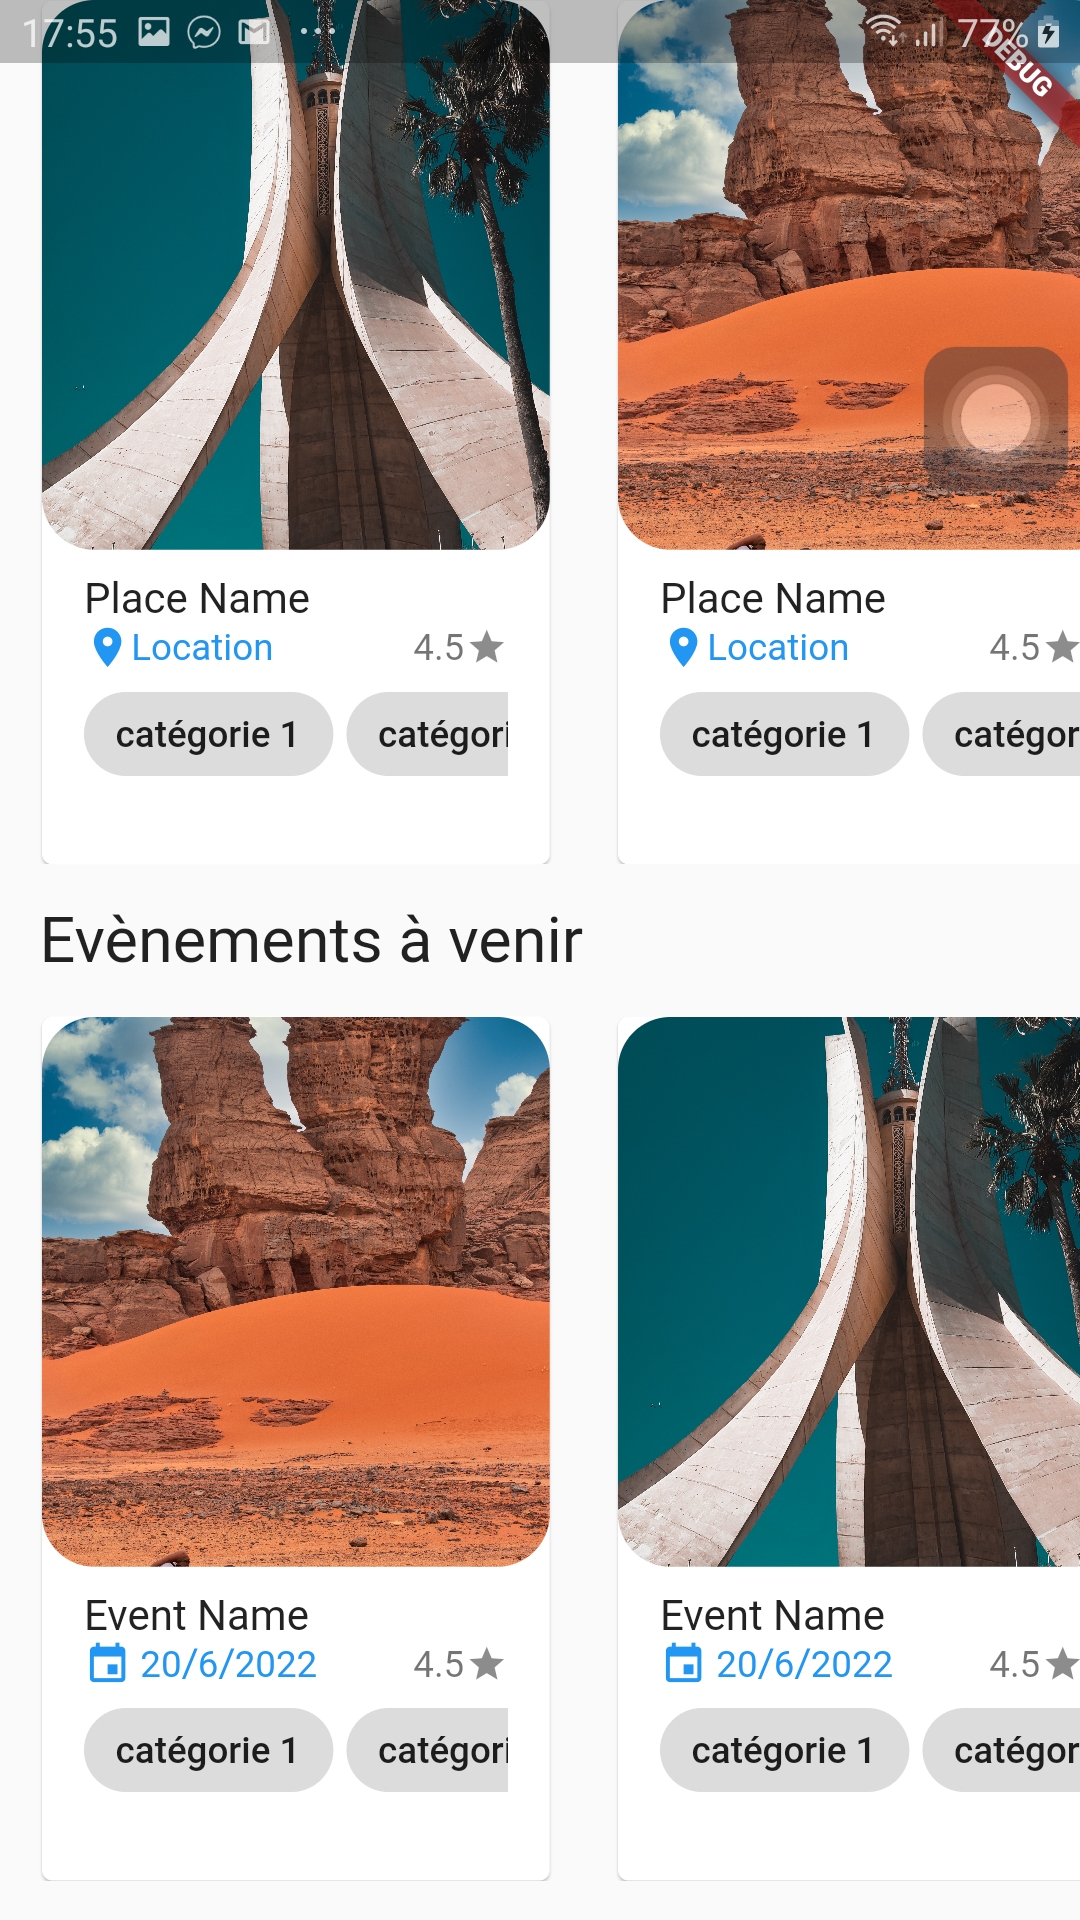 17:55 77%
DEBUG
Place Name Place Name
Location 4.5 Location 4.5
catégorie 1 catégori catégorie 1 catégor
Evènements à venir
Event Name Event Name
20/6/2022 4.5 20/6/2022 4.5
catégorie 1 catégori catégorie 1 catégor